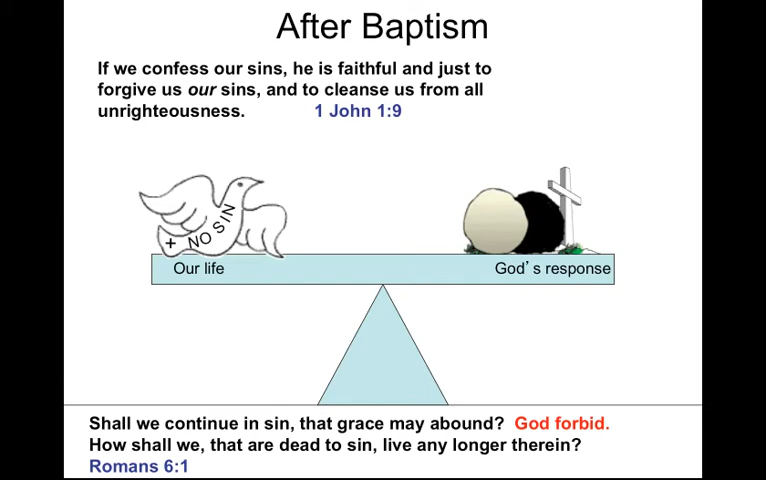 After Baptism
If we confess our sins, he is faithful and just to
forgive us our sins, and to cleanse us from all
unrighteousness. 1 John 1:9
+ NO SIN
Our life
God's response
Shall we continue in sin, that grace may abound? God forbid.
How shall we, that are dead to sin, live any longer therein?
Romans 6:1